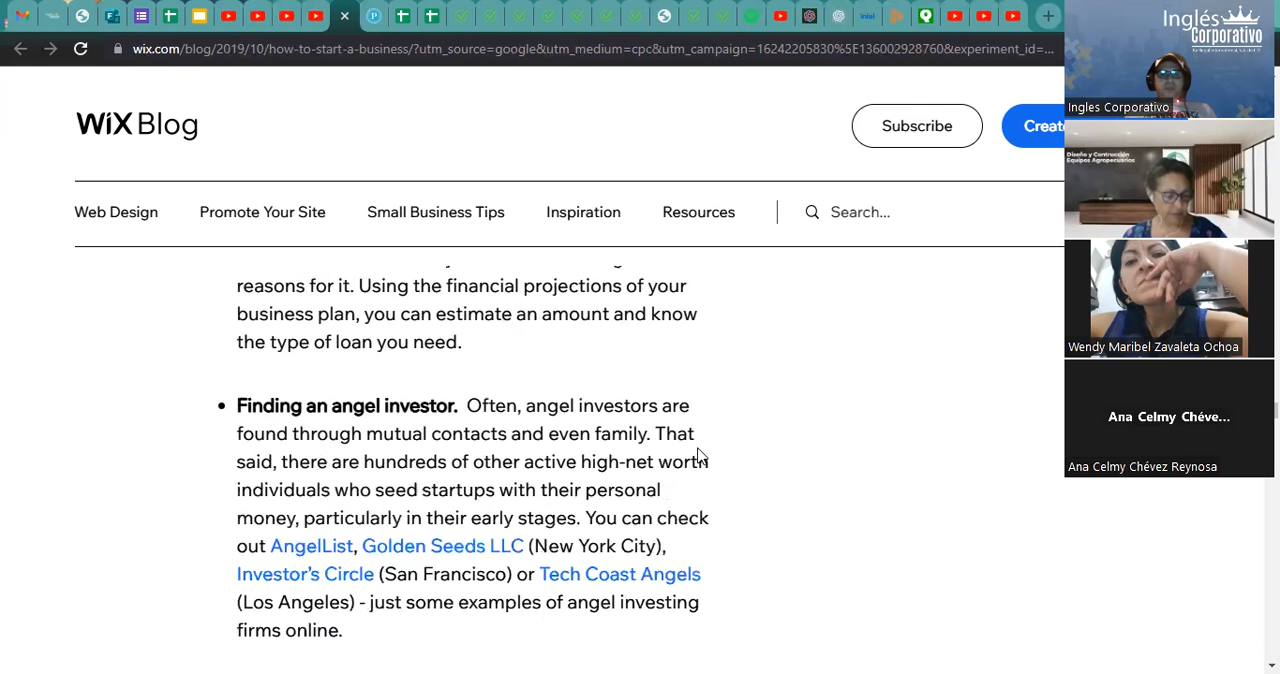 wix.com/blog/2019/10/how-to-start-a-business/?utm_source=google&utm_medium=cpc&utm_campaign=16242205830%5E136002928760&experiment_id=...
WiX Blog
Subscribe
Create
Web Design
Promote Your Site
Small Business Tips
Inspiration
Resources
Search...
reasons for it. Using the financial projections of your
business plan, you can estimate an amount and know
the type of loan you need.
• Finding an angel investor. Often, angel investors are
found through mutual contacts and even family. That
said, there are hundreds of other active high-net worth
individuals who seed startups with their personal
money, particularly in their early stages. You can check
out AngelList, Golden Seeds LLC (New York City),
Investor's Circle (San Francisco) or Tech Coast Angels
(Los Angeles) - just some examples of angel investing
firms online.
Inglés
Corporativo
Ingles Corporativo
Diseño y Contrucción
Equipos Agropecuarios
Wendy Maribel Zavaleta Ochoa
Ana Celmy Chéve...
Ana Celmy Chévez Reynosa